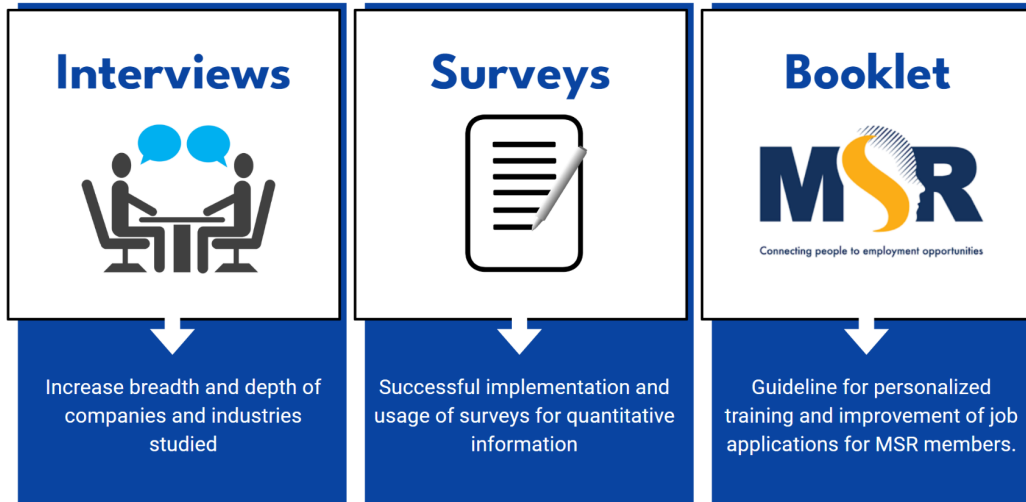 Interviews
Increase breadth and depth of
companies and industries
studied
Surveys
Successful implementation and
usage of surveys for quantitative
information
Booklet
MSR
Connecting people to employment opportunities
Guideline for personalized
training and improvement of job
applications for MSR members.